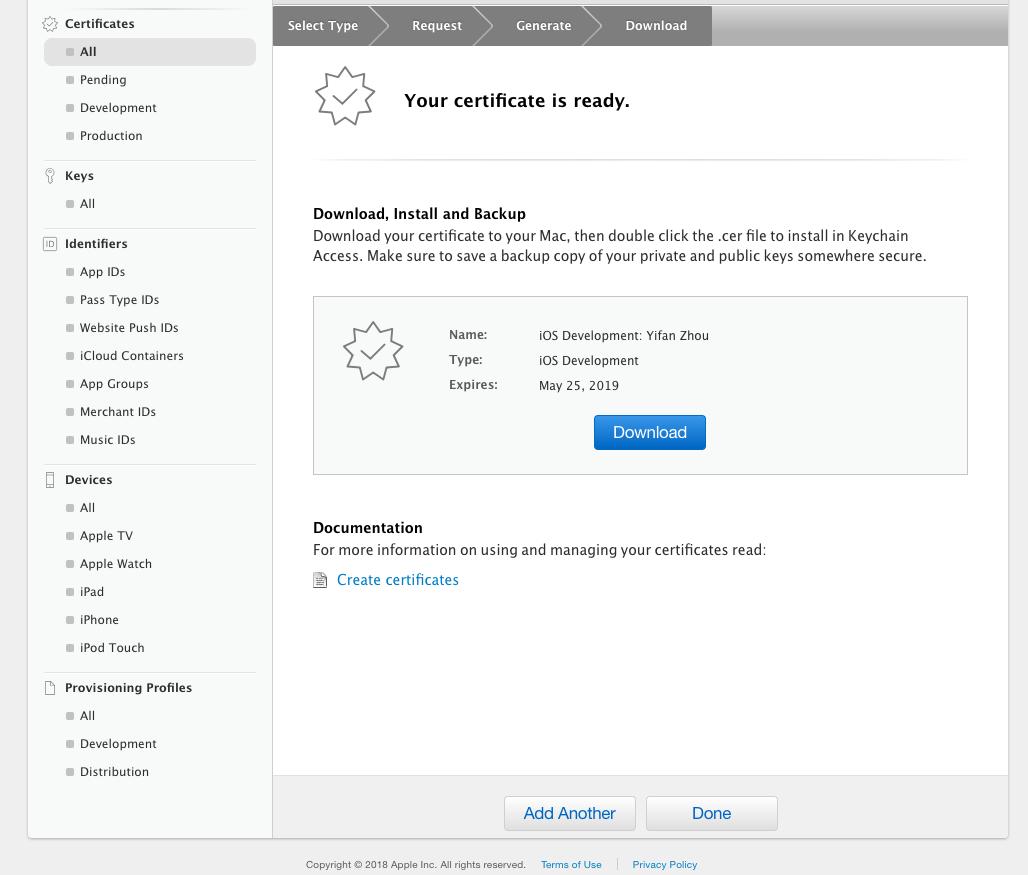 Certificates
All
Pending
Development
Production
Keys
All
ID
Identifiers
App IDs
Pass Type IDs
Website Push IDs
iCloud Containers
App Groups
Merchant IDs
Music IDs
Devices
All
Apple TV
Apple Watch
iPad
iPhone
iPod Touch
Provisioning Profiles
All
Development
Distribution
Select Type
Request
Generate
Download
Your certificate is ready.
Download, Install and Backup
Download your certificate to your Mac, then double click the .cer file to install in Keychain
Access. Make sure to save a backup copy of your private and public keys somewhere secure.
Name: iOS Development: Yifan Zhou
Type: iOS Development
Expires: May 25, 2019
Download
Documentation
For more information on using and managing your certificates read:
Create certificates
Add Another
Done
Copyright © 2018 Apple Inc. All rights reserved. Terms of Use Privacy Policy